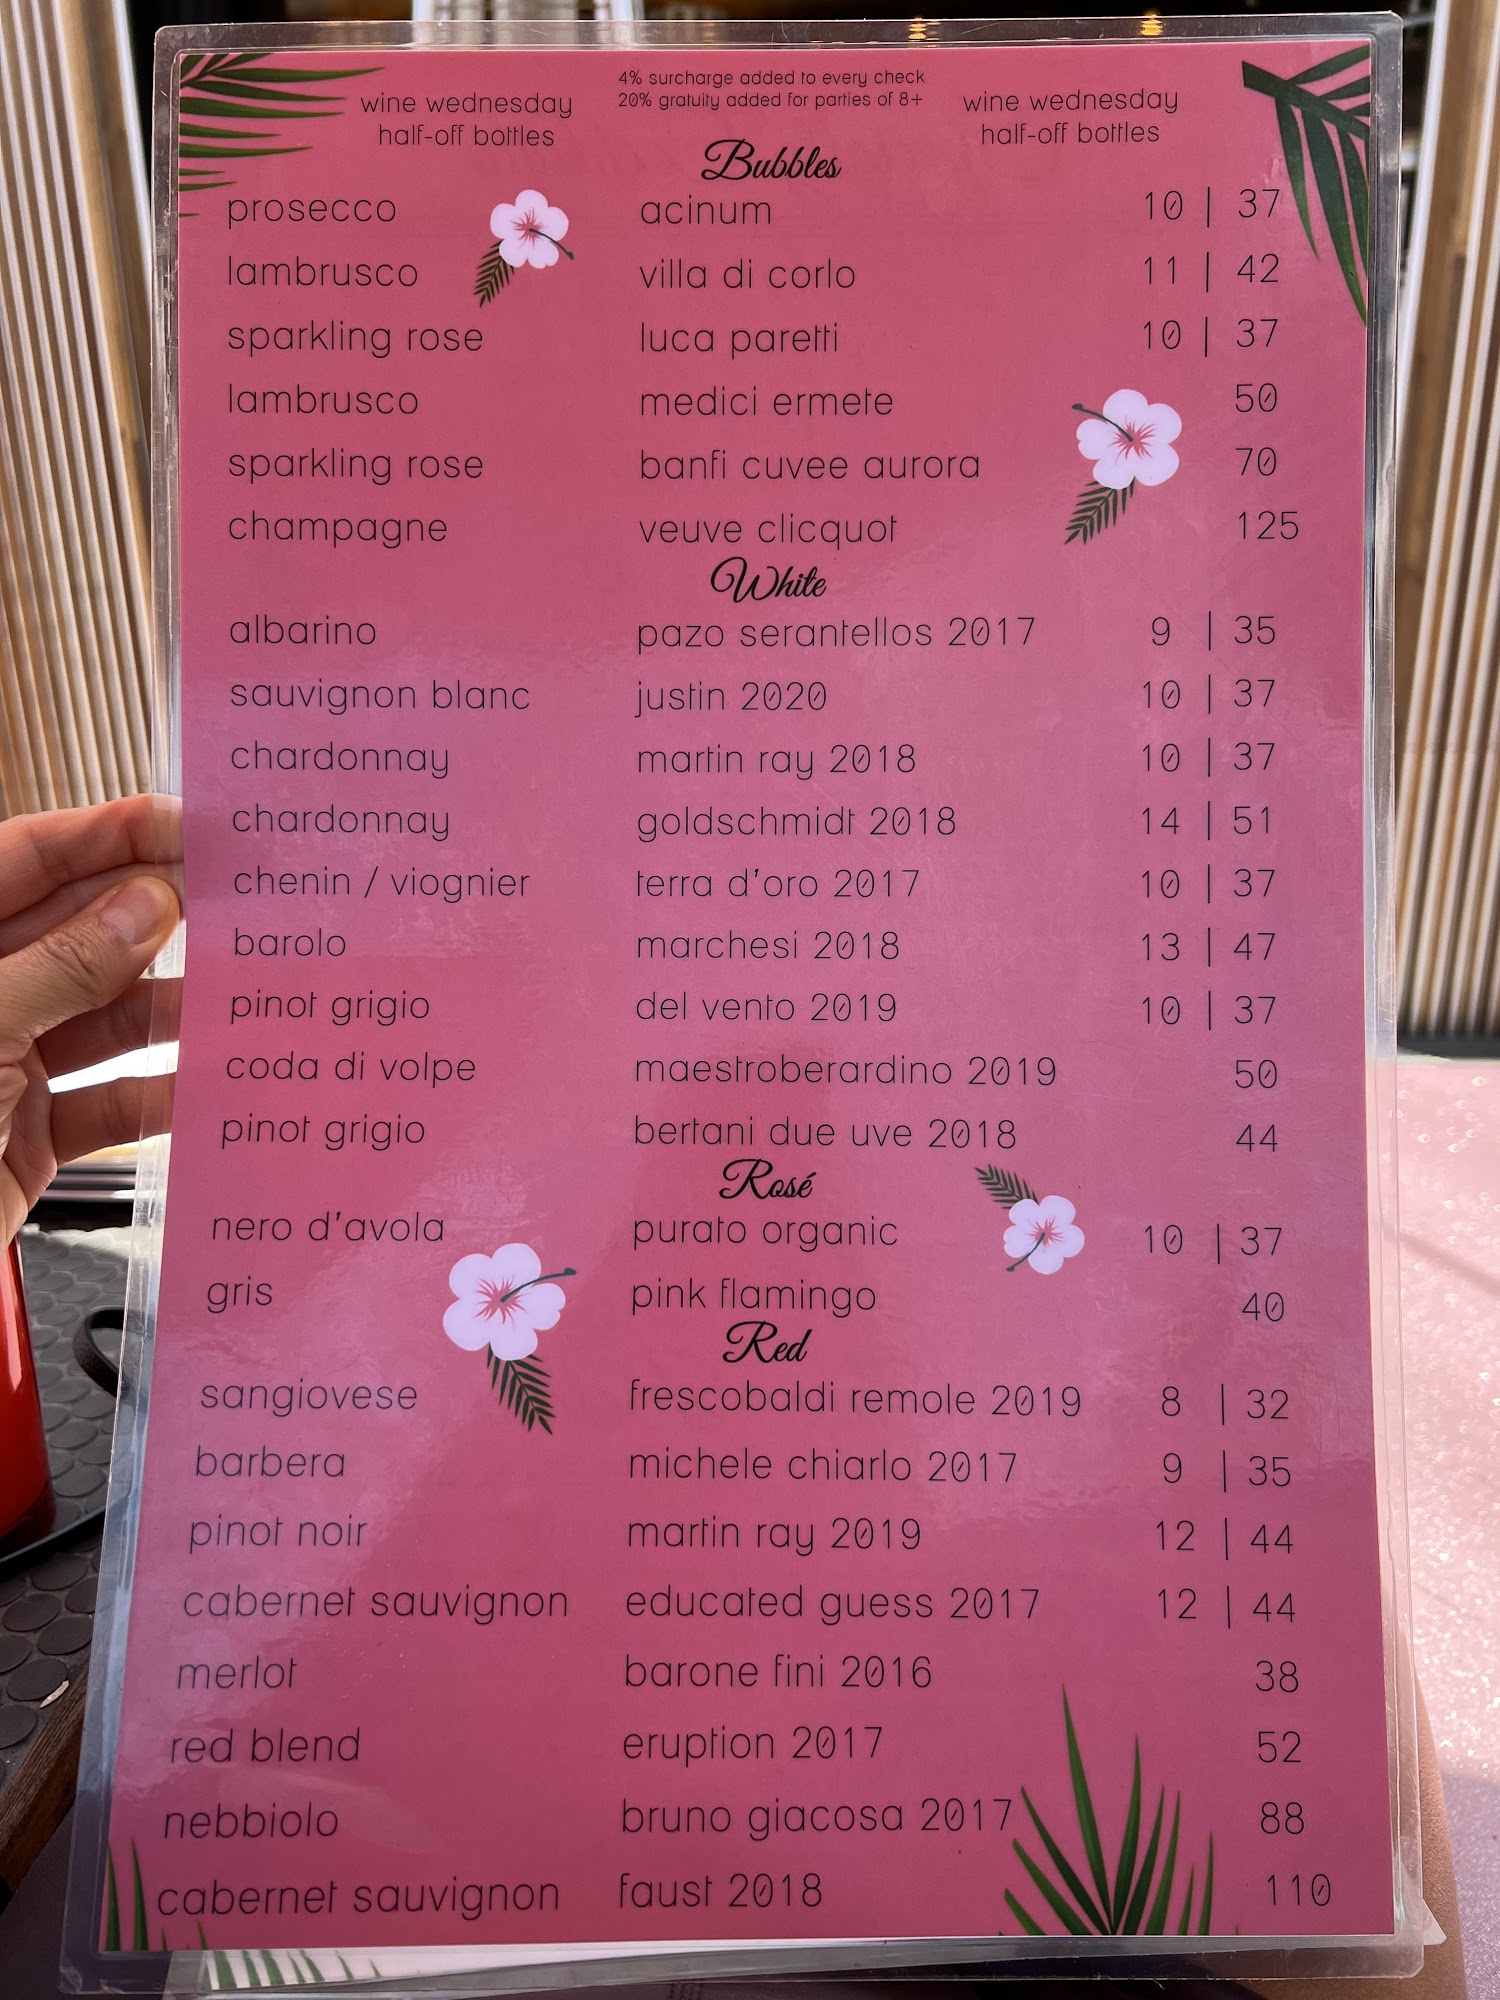 4% surcharge added to every check
20% gratuity added for parties of 8+
wine wednesday
half-off bottles
wine wednesday
half-off bottles
Bubbles
prosecco acinum 10 | 37
lambrusco villa di corlo 11 | 42
sparkling rose luca paretti 10 | 37
lambrusco medici ermete 50
sparkling rose banfi cuvee aurora 70
champagne veuve clicquot 125
White
albarino pazo serantellos 2017 9 | 35
sauvignon blanc justin 2020 10 | 37
chardonnay martin ray 2018 10 | 37
chardonnay goldschmidt 2018 14 | 51
chenin / viognier terra d'oro 2017 10 | 37
barolo marchesi 2018 13 | 47
pinot grigio del vento 2019 10 | 37
coda di volpe maestroberardino 2019 50
pinot grigio bertani due uve 2018 44
Rosé
nero d'avola purato organic 10 | 37
gris pink flamingo 40
Red
sangiovese frescobaldi remole 2019 8 | 32
barbera michele chiarlo 2017 9 | 35
pinot noir martin ray 2019 12 | 44
cabernet sauvignon educated guess 2017 12 | 44
merlot barone fini 2016 38
red blend eruption 2017 52
nebbiolo bruno giacosa 2017 88
cabernet sauvignon faust 2018 110